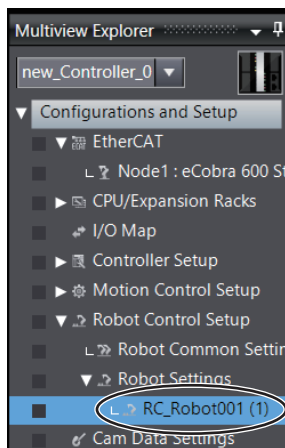 Multiview Explorer
new_Controller_0
Configurations and Setup
EtherCAT
Node1 : eCobra 600 St
CPU/Expansion Racks
I/O Map
Controller Setup
Motion Control Setup
Robot Control Setup
Robot Common Settin
Robot Settings
RC_Robot001 (1)
Cam Data Settings